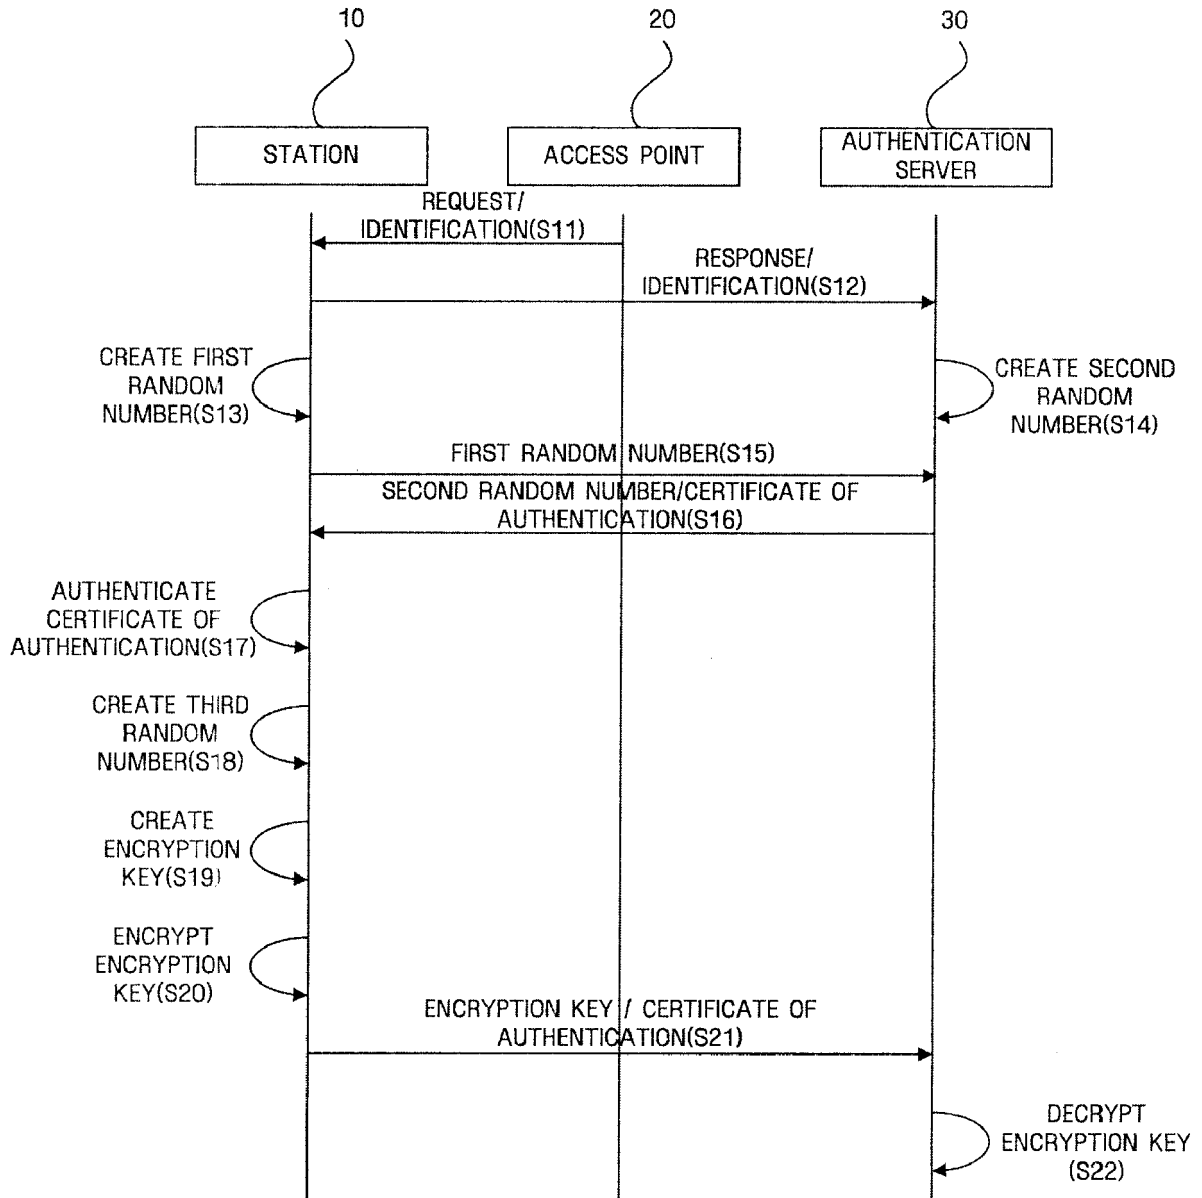 10
20
30
STATION
ACCESS POINT
AUTHENTICATION
SERVER
REQUEST/
IDENTIFICATION(S11)
RESPONSE/
IDENTIFICATION(S12)
CREATE FIRST
RANDOM
NUMBER(S13)
CREATE SECOND
RANDOM
NUMBER(S14)
FIRST RANDOM NUMBER(S15)
SECOND RANDOM NUMBER/CERTIFICATE OF
AUTHENTICATION(S16)
AUTHENTICATE
CERTIFICATE OF
AUTHENTICATION(S17)
CREATE THIRD
RANDOM
NUMBER(S18)
CREATE
ENCRYPTION
KEY(S19)
ENCRYPT
ENCRYPTION
KEY(S20)
ENCRYPTION KEY / CERTIFICATE OF
AUTHENTICATION(S21)
DECRYPT
ENCRYPTION KEY
(S22)